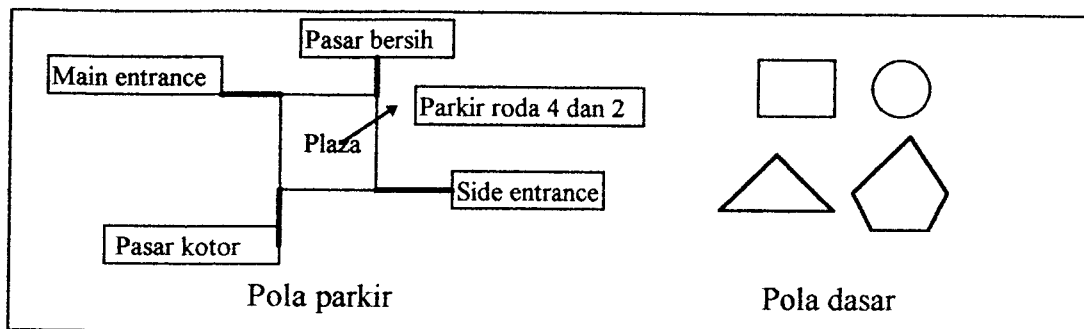 Pasar bersih
Main entrance
Parkir roda 4 dan 2
Plaza
Side entrance
Pasar kotor
Pola parkir
Pola dasar